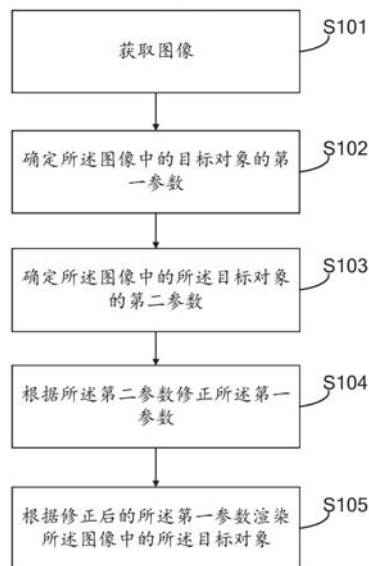 获取图像
S101
确定所述图像中的目标对象的第
一参数
S102
确定所述图像中的所述目标对象
的第二参数
S103
根据所述第二参数修正所述第一
参数
S104
根据修正后的所述第一参数渲染
所述图像中的所述目标对象
S105